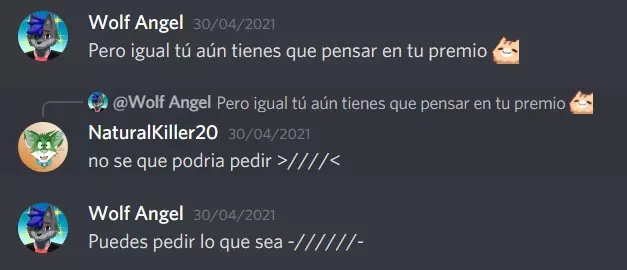 Wolf Angel 30/04/2021
Pero igual tú aún tienes que pensar en tu premio
@Wolf Angel Pero igual tú aún tienes que pensar en tu premio
NaturalKiller20 30/04/2021
no se que podria pedir >////<
Wolf Angel 30/04/2021
Puedes pedir lo que sea -//////-